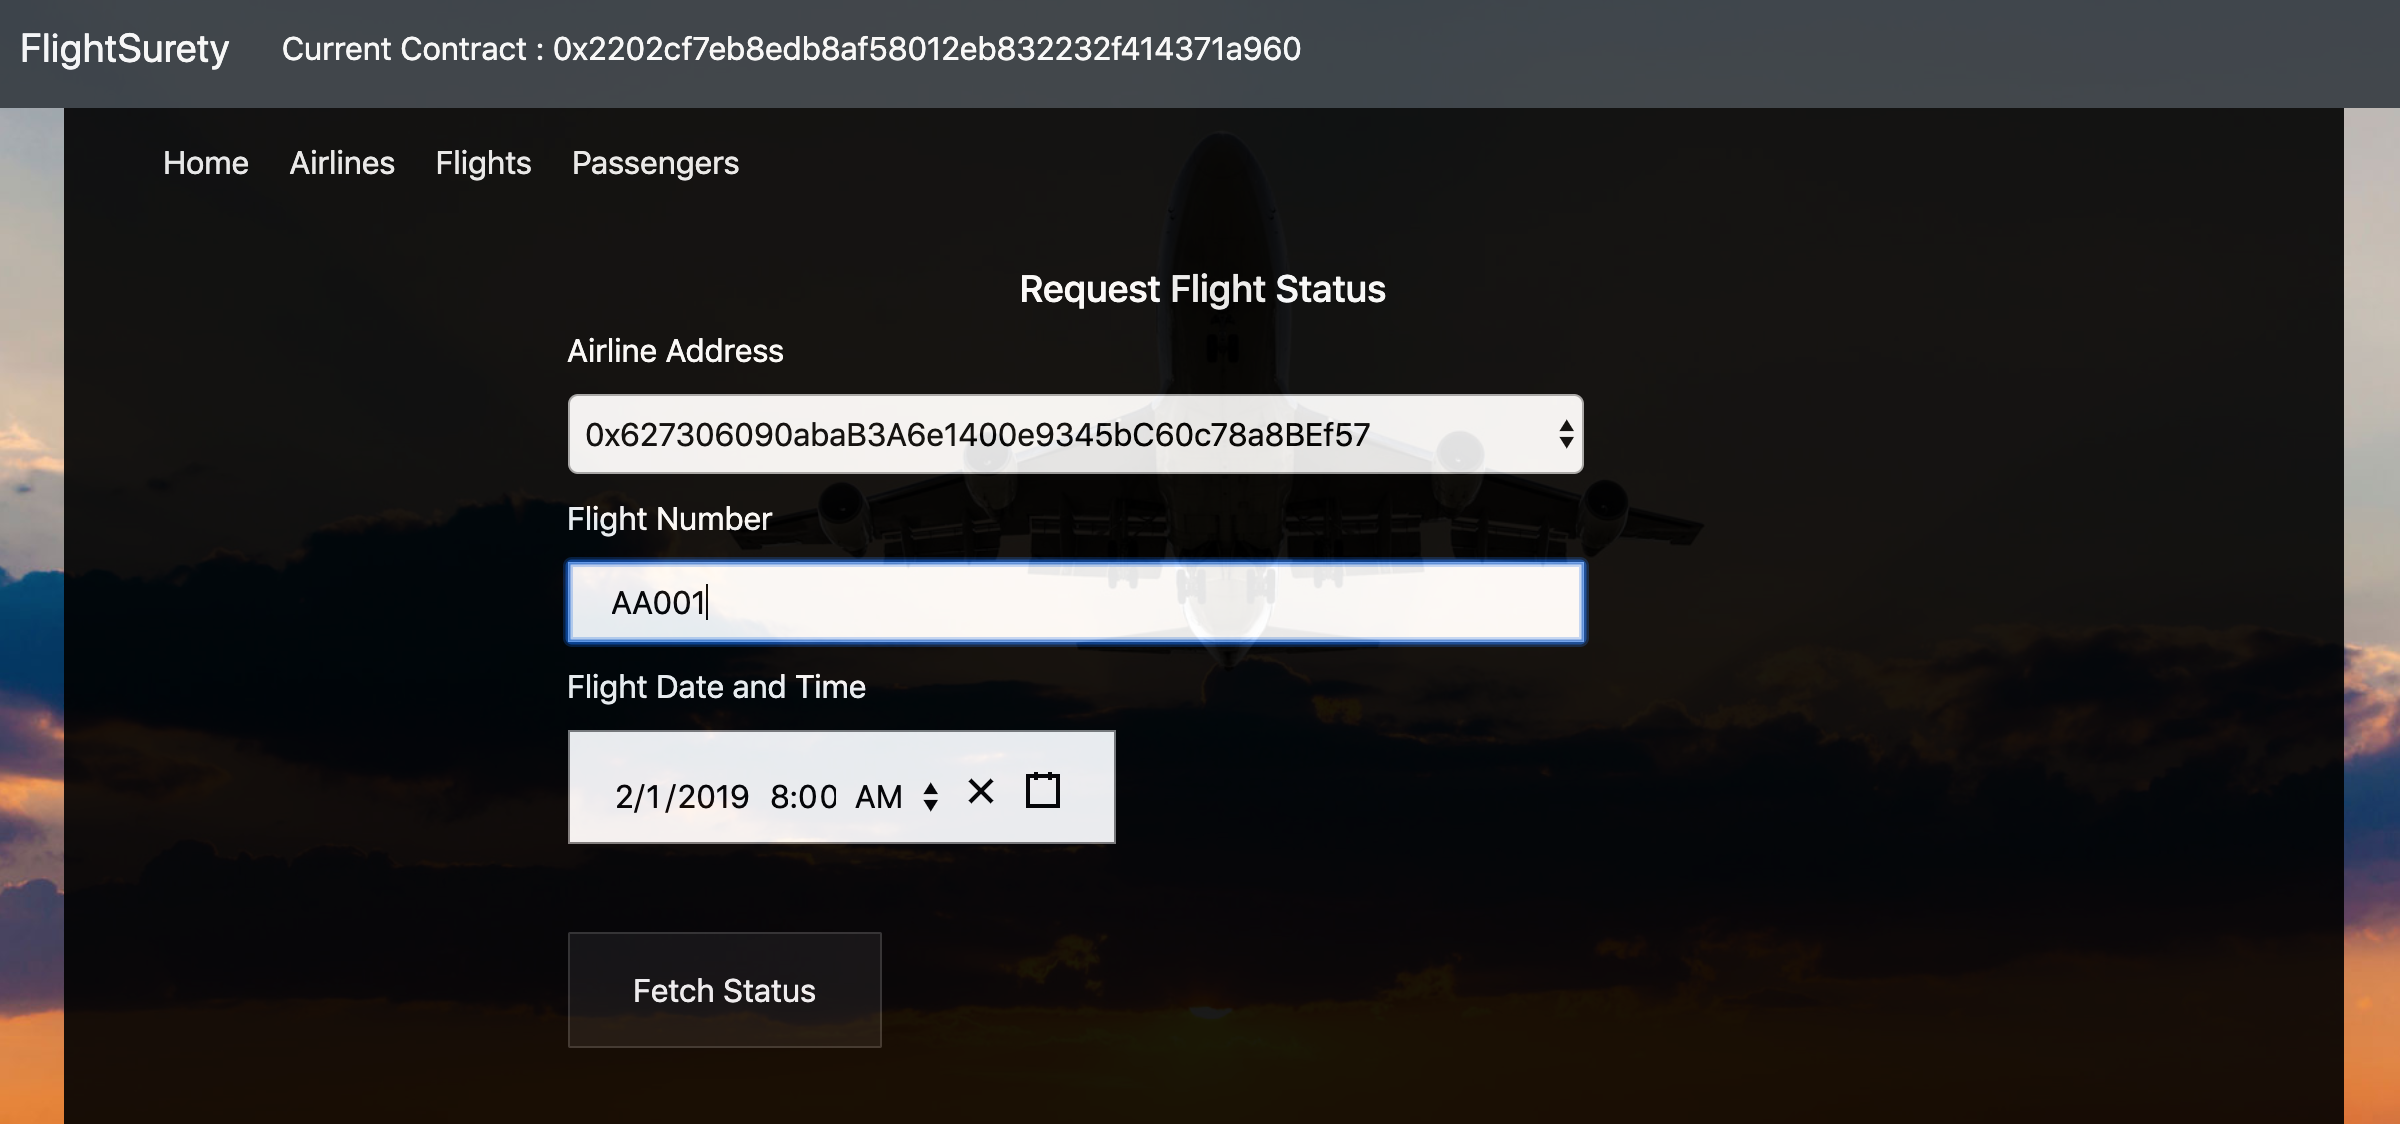 FlightSurety Current Contract : 0x2202cf7eb8edb8af58012eb832232f414371a960
Home Airlines Flights Passengers
Request Flight Status
Airline Address
0x627306090abaB3A6e1400e9345bC60c78a8BEf57
Flight Number
AA001
Flight Date and Time
2/1/2019 8:00 AM
Fetch Status